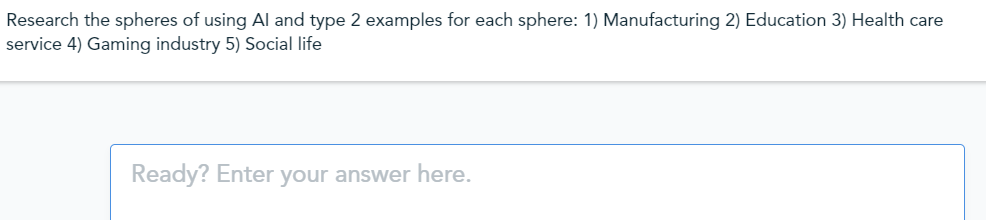 Research the spheres of using AI and type 2 examples for each sphere: 1) Manufacturing 2) Education 3) Health care
service 4) Gaming industry 5) Social life
Ready? Enter your answer here.